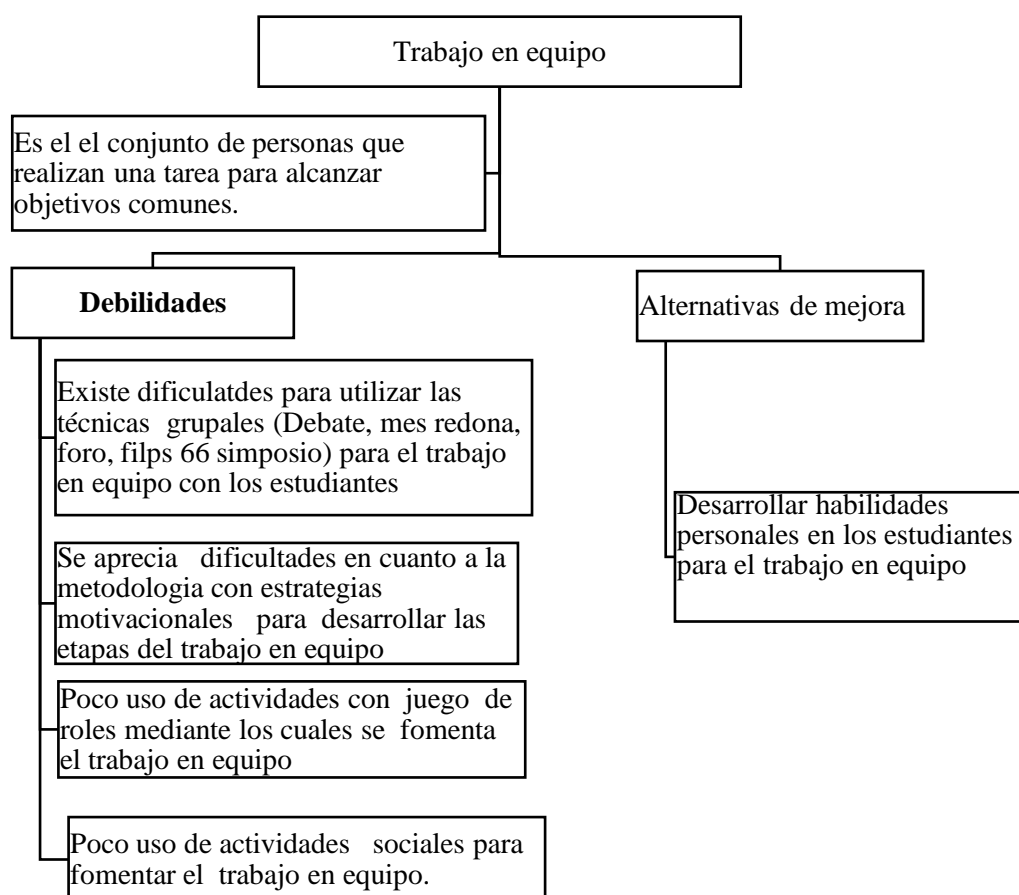 Trabajo en equipo
Es el el conjunto de personas que
realizan una tarea para alcanzar
objetivos comunes.
Debilidades
Existe dificulatdes para utilizar las
técnicas grupales (Debate, mes redona,
foro, filps 66 simposio) para el trabajo
en equipo con los estudiantes
Se aprecia dificultades en cuanto a la
metodologia con estrategias
motivacionales para desarrollar las
etapas del trabajo en equipo
Poco uso de actividades con juego de
roles mediante los cuales se fomenta
el trabajo en equipo
Poco uso de actividades sociales para
fomentar el trabajo en equipo.
Alternativas de mejora
Desarrollar habilidades
personales en los estudiantes
para el trabajo en equipo